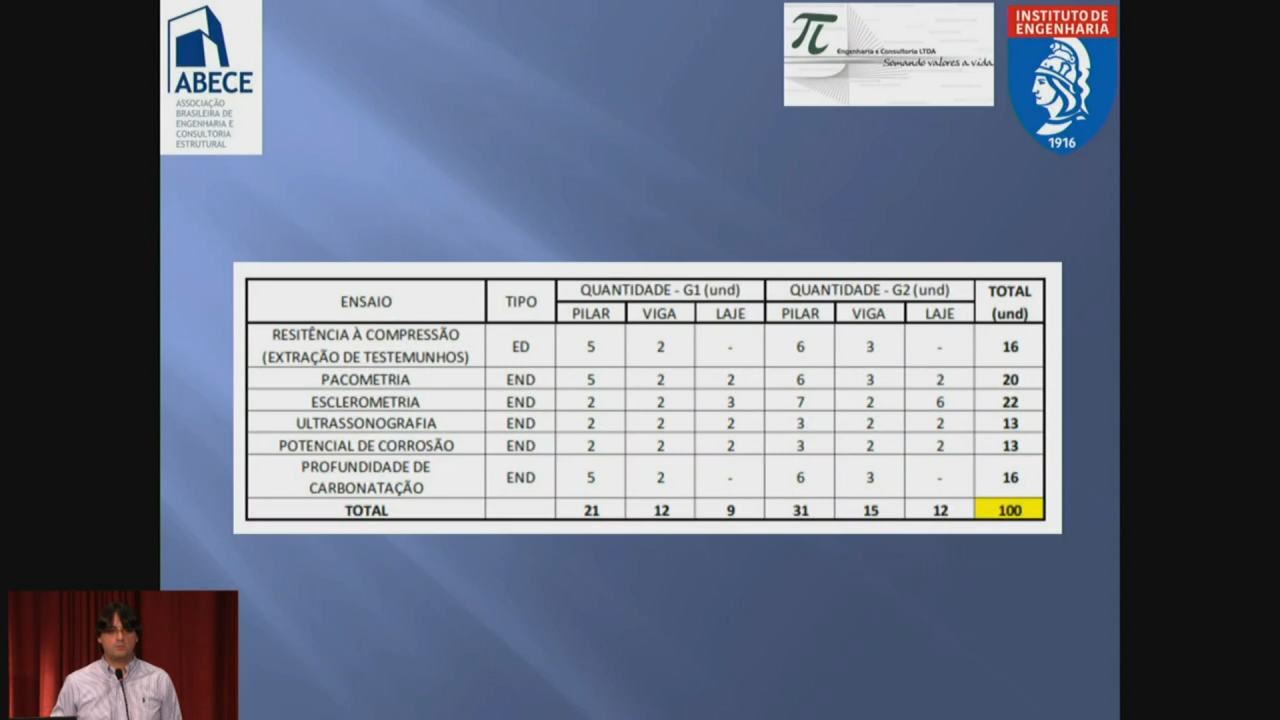 ABECE
ASSOCIAÇÃO
BRASILEIRA DE
ENGENHARIA E
CONSULTORIA
ESTRUTURAL
Engenharia e Consultoria LTDA
Somando valores a vida.
INSTITUTO DE
ENGENHARIA
1916
ENSAIO TIPO QUANTIDADE - G1 (und) QUANTIDADE - G2 (und) TOTAL (und)
PILAR VIGA LAJE PILAR VIGA LAJE
RESITÊNCIA À COMPRESSÃO
(EXTRAÇÃO DE TESTEMUNHOS) ED 5 2 - 6 3 - 16
PACOMETRIA END 5 2 2 6 3 2 20
ESCLEROMETRIA END 2 2 3 7 2 6 22
ULTRASSONOGRAFIA END 2 2 2 3 2 2 13
POTENCIAL DE CORROSÃO END 2 2 2 3 2 2 13
PROFUNDIDADE DE
CARBONATAÇÃO END 5 2 - 6 3 - 16
TOTAL 21 12 9 31 15 12 100